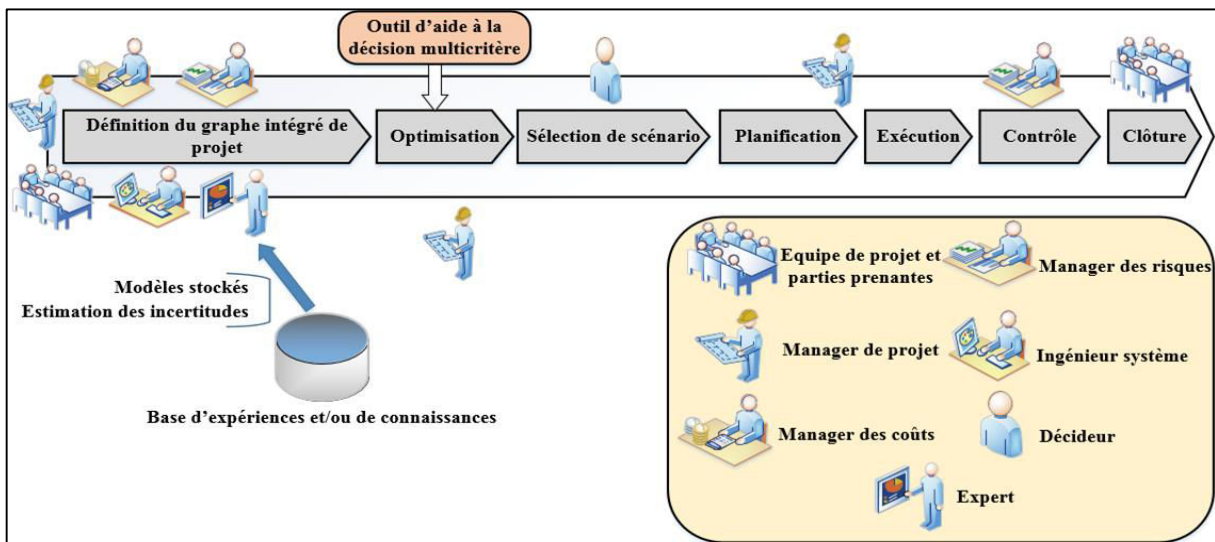 Outil d'aide à la
décision multicritère
Définition du graphe intégré de
projet
Optimisation
Sélection de scénario
Planification
Exécution
Contrôle
Clôture
Modèles stockés
Estimation des incertitudes
Base d'expériences et/ou de connaissances
Equipe de projet et
parties prenantes
Manager des risques
Manager de projet
Ingénieur système
Manager des coûts
Décideur
Expert